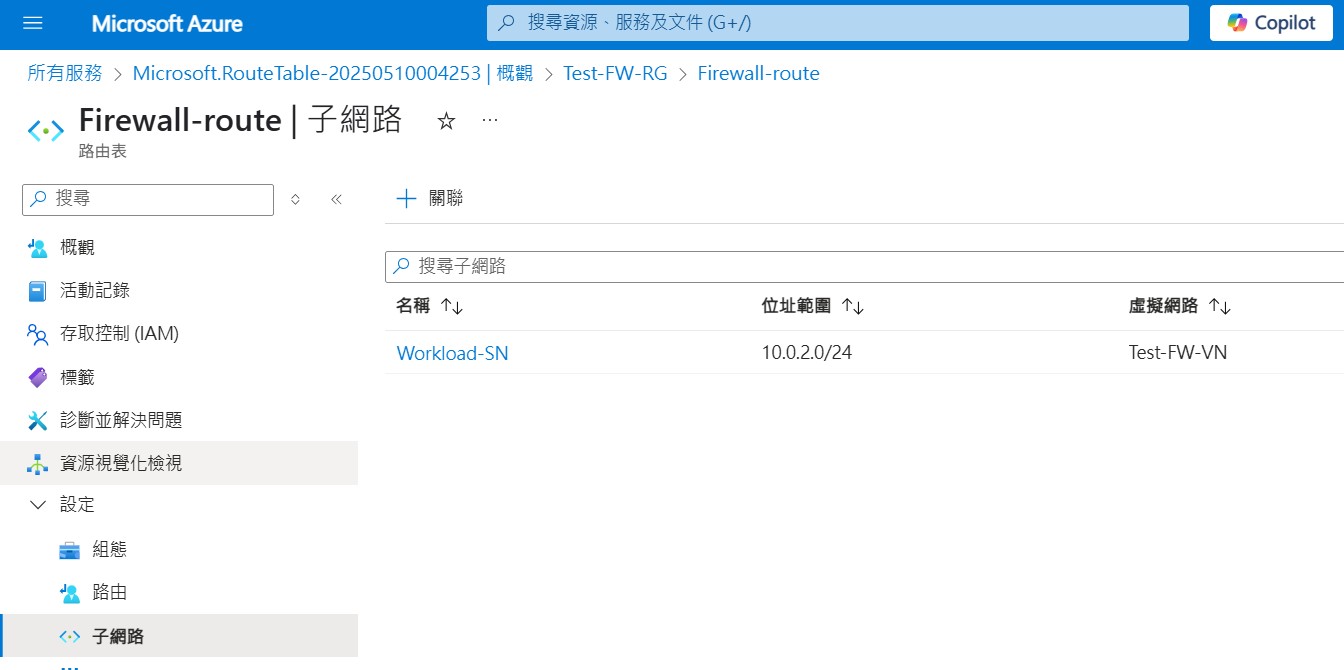 Microsoft Azure
搜尋資源、服務及文件 (G+/)
Copilot
所有服務 > Microsoft.RouteTable-20250510004253 | 概觀 > Test-FW-RG > Firewall-route
Firewall-route | 子網路
路由表
搜尋
概觀
活動記錄
存取控制 (IAM)
標籤
診斷並解決問題
資源視覺化檢視
設定
組態
路由
子網路
關聯
搜尋子網路
名稱 位址範圍 虛擬網路
Workload-SN 10.0.2.0/24 Test-FW-VN